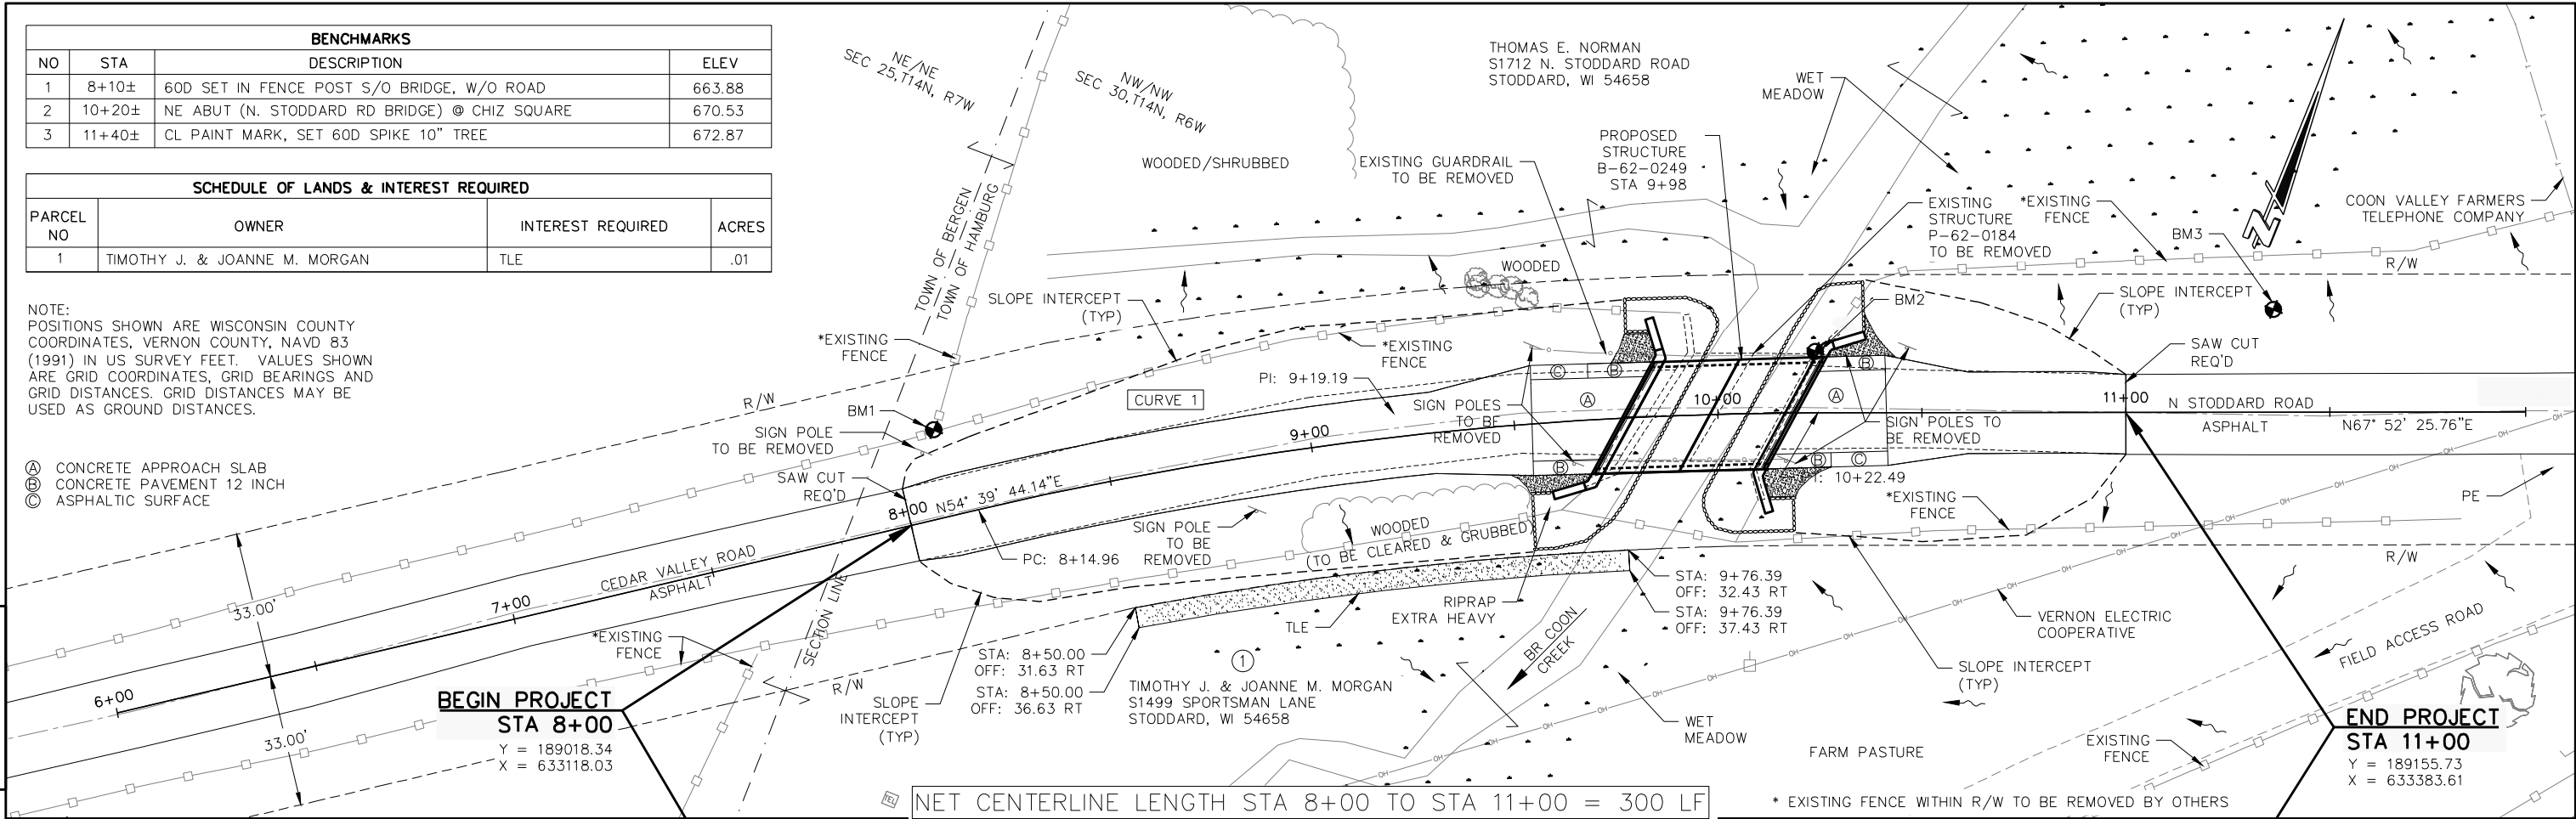 BENCHMARKS
NO STA DESCRIPTION ELEV
1 8+10± 60D SET IN FENCE POST S/O BRIDGE, W/O ROAD 663.88
2 10+20± NE ABUT (N. STODDARD RD BRIDGE) @ CHIZ SQUARE 670.53
3 11+40± CL PAINT MARK, SET 60D SPIKE 10" TREE 672.87
SCHEDULE OF LANDS & INTEREST REQUIRED
PARCEL
NO
OWNER
INTEREST REQUIRED
ACRES
1 TIMOTHY J. & JOANNE M. MORGAN TLE .01
NOTE:
POSITIONS SHOWN ARE WISCONSIN COUNTY
COORDINATES, VERNON COUNTY, NAVD 83
(1991) IN US SURVEY FEET. VALUES SHOWN
ARE GRID COORDINATES, GRID BEARINGS AND
GRID DISTANCES. GRID DISTANCES MAY BE
USED AS GROUND DISTANCES.
Ⓐ CONCRETE APPROACH SLAB
Ⓑ CONCRETE PAVEMENT 12 INCH
Ⓒ ASPHALTIC SURFACE
NE/NE
SEC 25,T14N, R7W
NW/NW
SEC 30,T14N, R6W
TOWN OF BERGEN
TOWN OF HAMBURG
WOODED/SHRUBBED
THOMAS E. NORMAN
S1712 N. STODDARD ROAD
STODDARD, WI 54658
WET
MEADOW
EXISTING GUARDRAIL
TO BE REMOVED
PROPOSED
STRUCTURE
B-62-0249
STA 9+98
EXISTING
STRUCTURE
P-62-0184
TO BE REMOVED
*EXISTING
FENCE
COON VALLEY FARMERS
TELEPHONE COMPANY
BM3
N
R/W
WOODED
BM2
SLOPE INTERCEPT
(TYP)
SLOPE INTERCEPT
(TYP)
*EXISTING
FENCE
*EXISTING
FENCE
SAW CUT
REQ'D
PI: 9+19.19
CURVE 1
R/W
BM1
SIGN POLE
TO BE REMOVED
SAW CUT
REQ'D
Ⓒ Ⓑ
Ⓑ
Ⓐ
Ⓐ
SIGN POLES
TO BE
REMOVED
SIGN POLES TO
BE REMOVED
9+00
10+00
11+00
N STODDARD ROAD
ASPHALT
N67° 52' 25.76"E
Ⓑ
Ⓑ Ⓒ
: 10+22.49
*EXISTING
FENCE
PE
8+00
N54° 39' 44.14"E
PC: 8+14.96
SIGN POLE
TO BE
REMOVED
WOODED
(TO BE CLEARED & GRUBBED)
R/W
CEDAR VALLEY ROAD
ASPHALT
7+00
6+00
33.00'
33.00'
*EXISTING
FENCE
SECTION LINE
R/W
RIPRAP
EXTRA HEAVY
TLE
STA: 9+76.39
OFF: 32.43 RT
STA: 9+76.39
OFF: 37.43 RT
STA: 8+50.00
OFF: 31.63 RT
STA: 8+50.00
OFF: 36.63 RT
1
TIMOTHY J. & JOANNE M. MORGAN
S1499 SPORTSMAN LANE
STODDARD, WI 54658
BR COON
CREEK
SLOPE
INTERCEPT
(TYP)
VERNON ELECTRIC
COOPERATIVE
SLOPE INTERCEPT
(TYP)
FIELD ACCESS ROAD
WET
MEADOW
FARM PASTURE
EXISTING
FENCE
OH OH OH OH OH OH OH OH OH OH OH
BEGIN PROJECT
STA 8+00
Y = 189018.34
X = 633118.03
END PROJECT
STA 11+00
Y = 189155.73
X = 633383.61
TEL
NET CENTERLINE LENGTH STA 8+00 TO STA 11+00 = 300 LF
* EXISTING FENCE WITHIN R/W TO BE REMOVED BY OTHERS